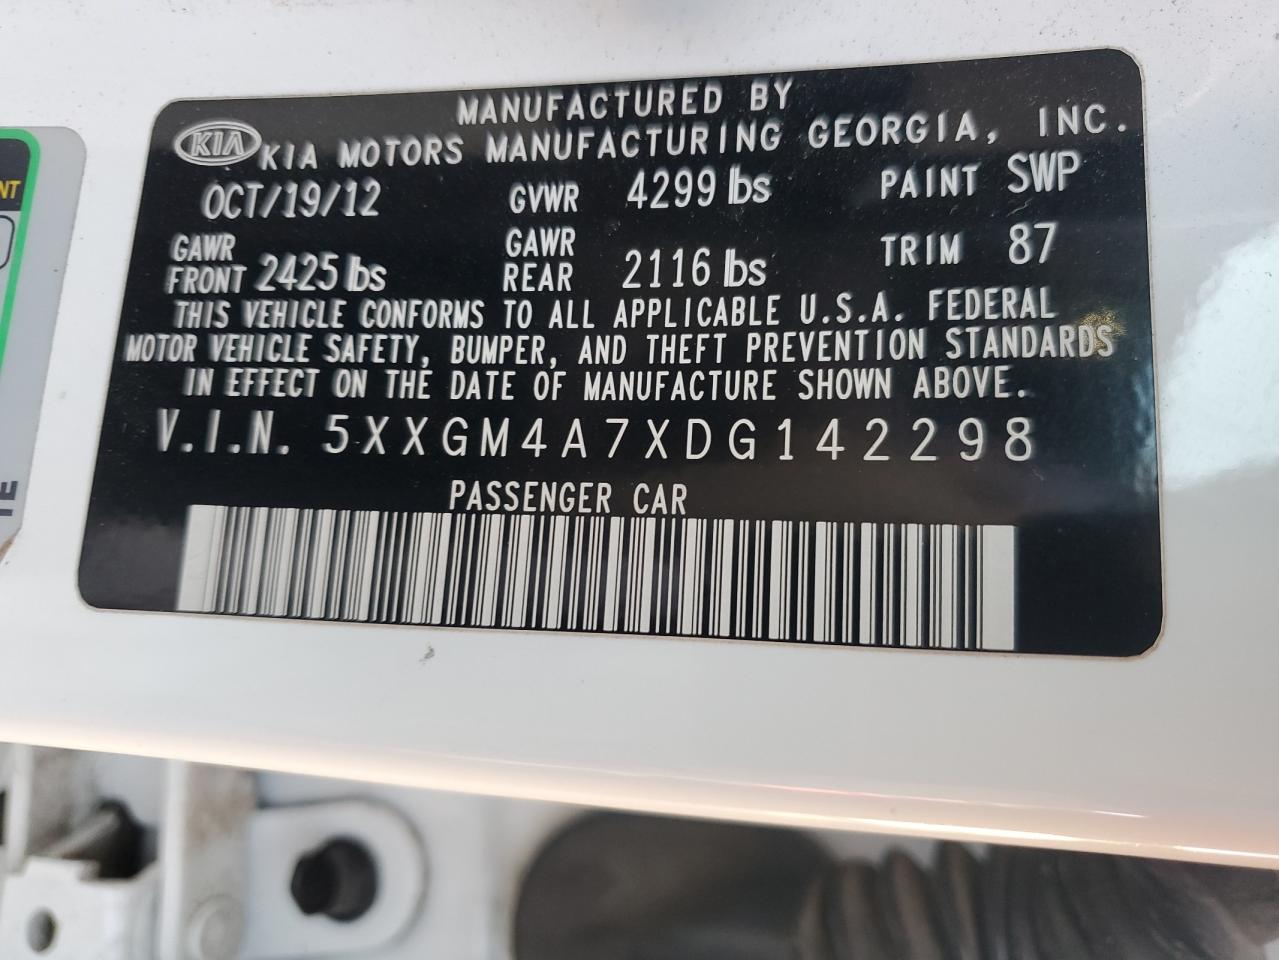 NT
MANUFACTURED BY
KIA KIA MOTORS MANUFACTURING GEORGIA, INC.
OCT/19/12 GVWR 4299 lbs PAINT SWP
GAWR FRONT 2425 lbs GAWR REAR 2116 lbs TRIM 87
THIS VEHICLE CONFORMS TO ALL APPLICABLE U.S.A. FEDERAL
MOTOR VEHICLE SAFETY, BUMPER, AND THEFT PREVENTION STANDARDS
IN EFFECT ON THE DATE OF MANUFACTURE SHOWN ABOVE.
V.I.N. 5XXGM4A7XDG142298
PASSENGER CAR